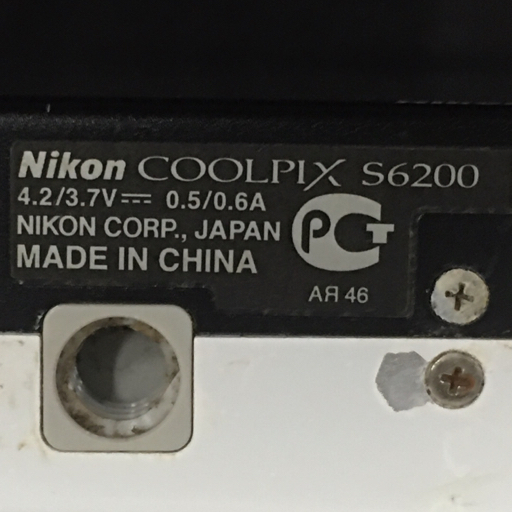 Nikon COOLPIX S6200
4.2/3.7V⎓ 0.5/0.6A
NIKON CORP., JAPAN
MADE IN CHINA
РСТ
АЯ 46